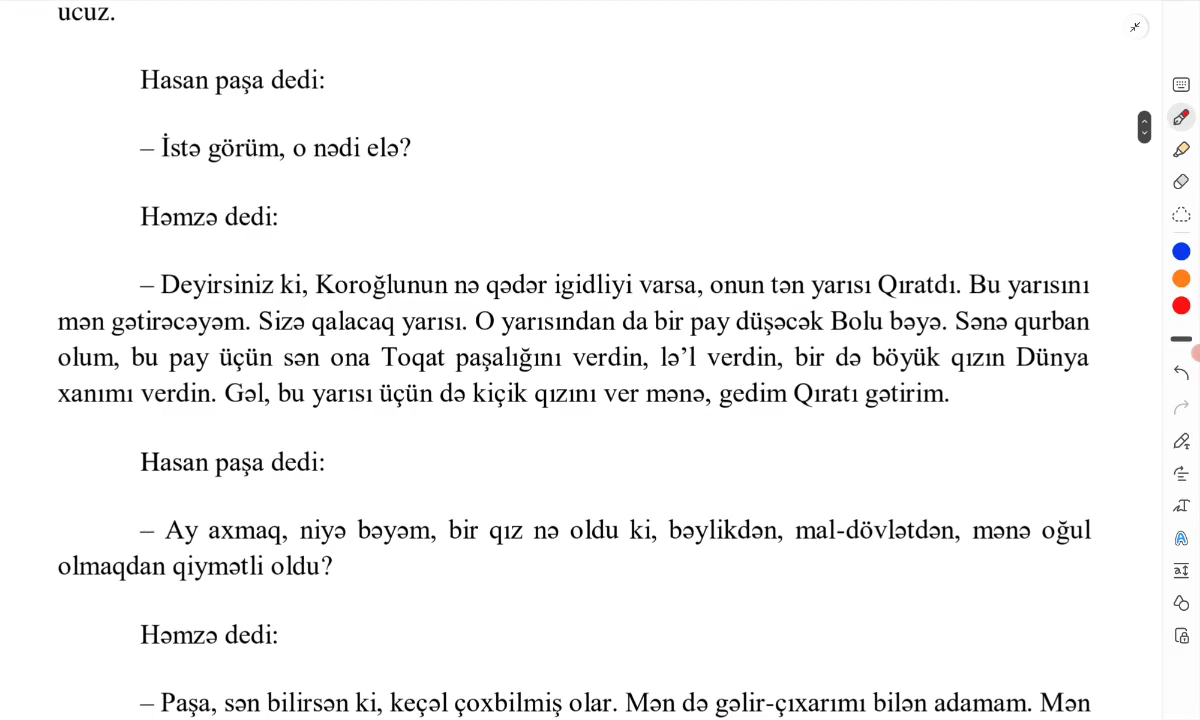 ucuz.
Hasan paşa dedi:
– İstə görüm, o nədi elə?
Həmzə dedi:
– Deyirsiniz ki, Koroğlunun nə qədər igidliyi varsa, onun tən yarısı Qıratdı. Bu yarısını
mən gətirəcəyəm. Sizə qalacaq yarısı. O yarısından da bir pay düşəcək Bolu bəyə. Sənə qurban
olum, bu pay üçün sən ona Toqat paşalığını verdin, lə’l verdin, bir də böyük qızın Dünya
xanımı verdin. Gəl, bu yarısı üçün də kiçik qızını ver mənə, gedim Qıratı gətirim.
Hasan paşa dedi:
– Ay axmaq, niyə bəyəm, bir qız nə oldu ki, bəylikdən, mal-dövlətdən, mənə oğul
olmaqdan qiymətli oldu?
Həmzə dedi:
– Paşa, sən bilirsən ki, keçəl çoxbilmiş olar. Mən də gəlir-çıxarımı bilən adamam. Mən